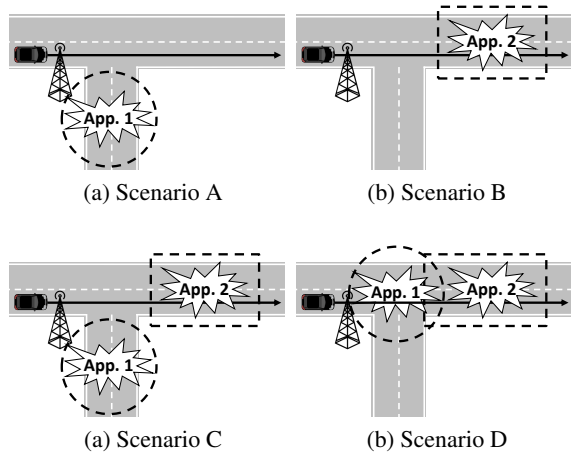 App. 1
App. 2
(a) Scenario A
(b) Scenario B
App. 2
App. 1
App. 1
App. 2
(a) Scenario C
(b) Scenario D